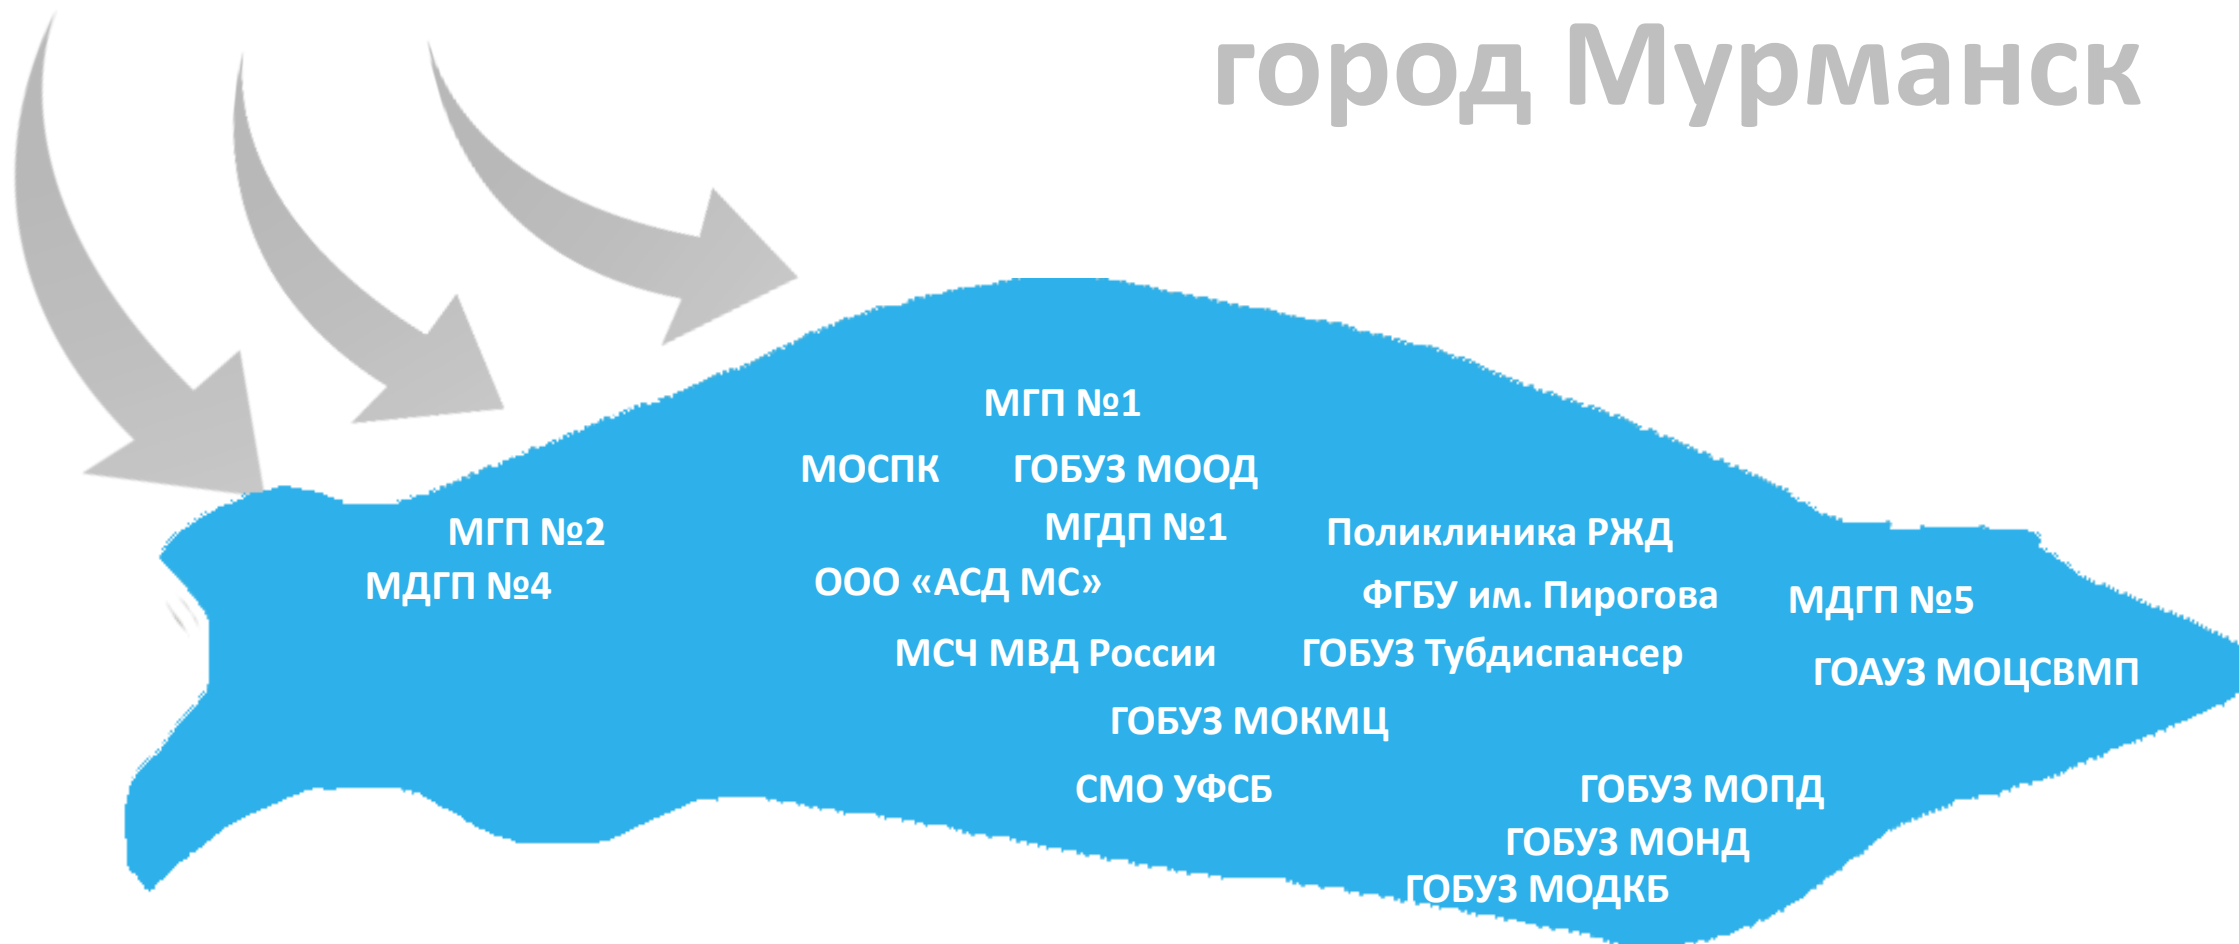 город Мурманск
МГП №1
МОСПК
ГОБУЗ МООД
МГП №2
МГДП №1
Поликлиника РЖД
МДГП №4
ООО «АСД МС»
ФГБУ им. Пирогова
МДГП №5
МСЧ МВД России
ГОБУЗ Тубдиспансер
ГОАУЗ МОЦСВМП
ГОБУЗ МОКМЦ
СМО УФСБ
ГОБУЗ МОПД
ГОБУЗ МОНД
ГОБУЗ МОДКБ